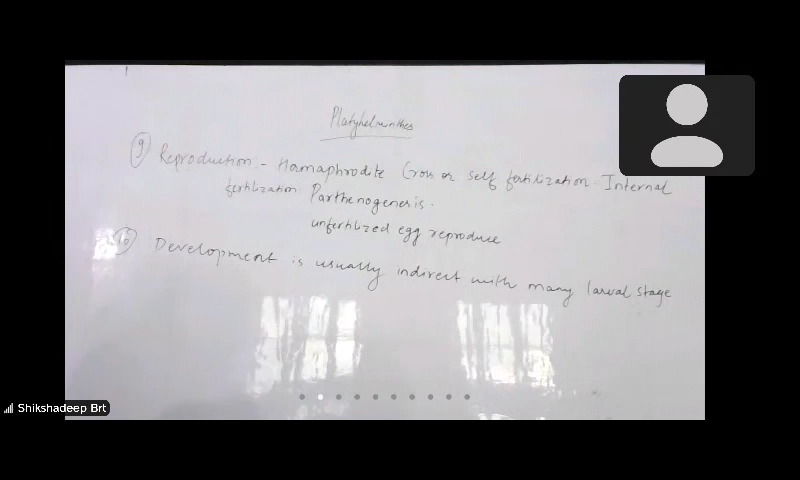 Platyhelminthes
9 Reproduction - Hamaphrodite Cross or self fertilization. Internal
fertilization. Parthenogenesis.
unfertilized egg reproduce
10 Development is usually indirect with many larval stage
Shikshadeep Brt